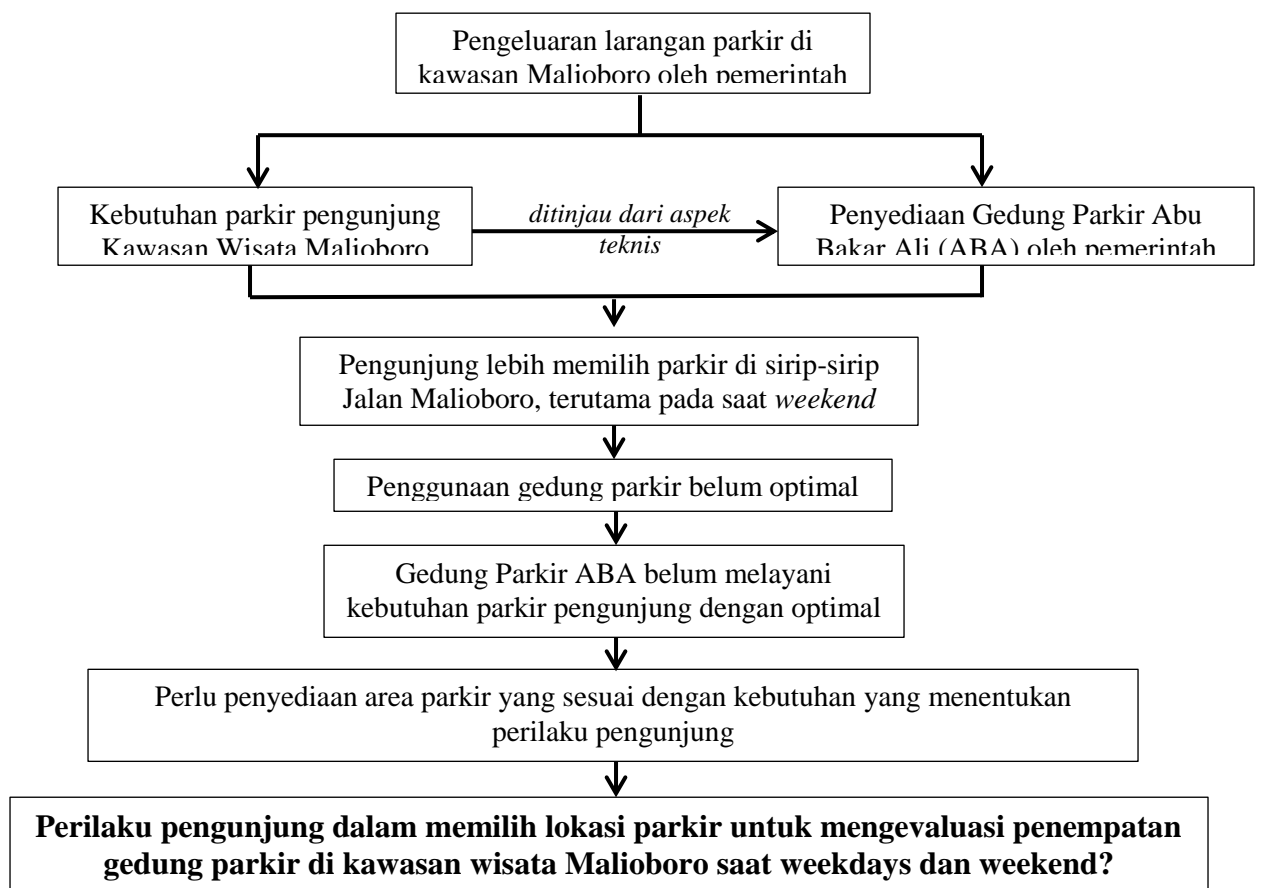 Pengeluaran larangan parkir di
kawasan Malioboro oleh pemerintah
Kebutuhan parkir pengunjung
Kawasan Wisata Malioboro
ditinjau dari aspek
teknis
Penyediaan Gedung Parkir Abu
Bakar Ali (ABA) oleh pemerintah
Pengunjung lebih memilih parkir di sirip-sirip
Jalan Malioboro, terutama pada saat weekend
Penggunaan gedung parkir belum optimal
Gedung Parkir ABA belum melayani
kebutuhan parkir pengunjung dengan optimal
Perlu penyediaan area parkir yang sesuai dengan kebutuhan yang menentukan
perilaku pengunjung
Perilaku pengunjung dalam memilih lokasi parkir untuk mengevaluasi penempatan
gedung parkir di kawasan wisata Malioboro saat weekdays dan weekend?